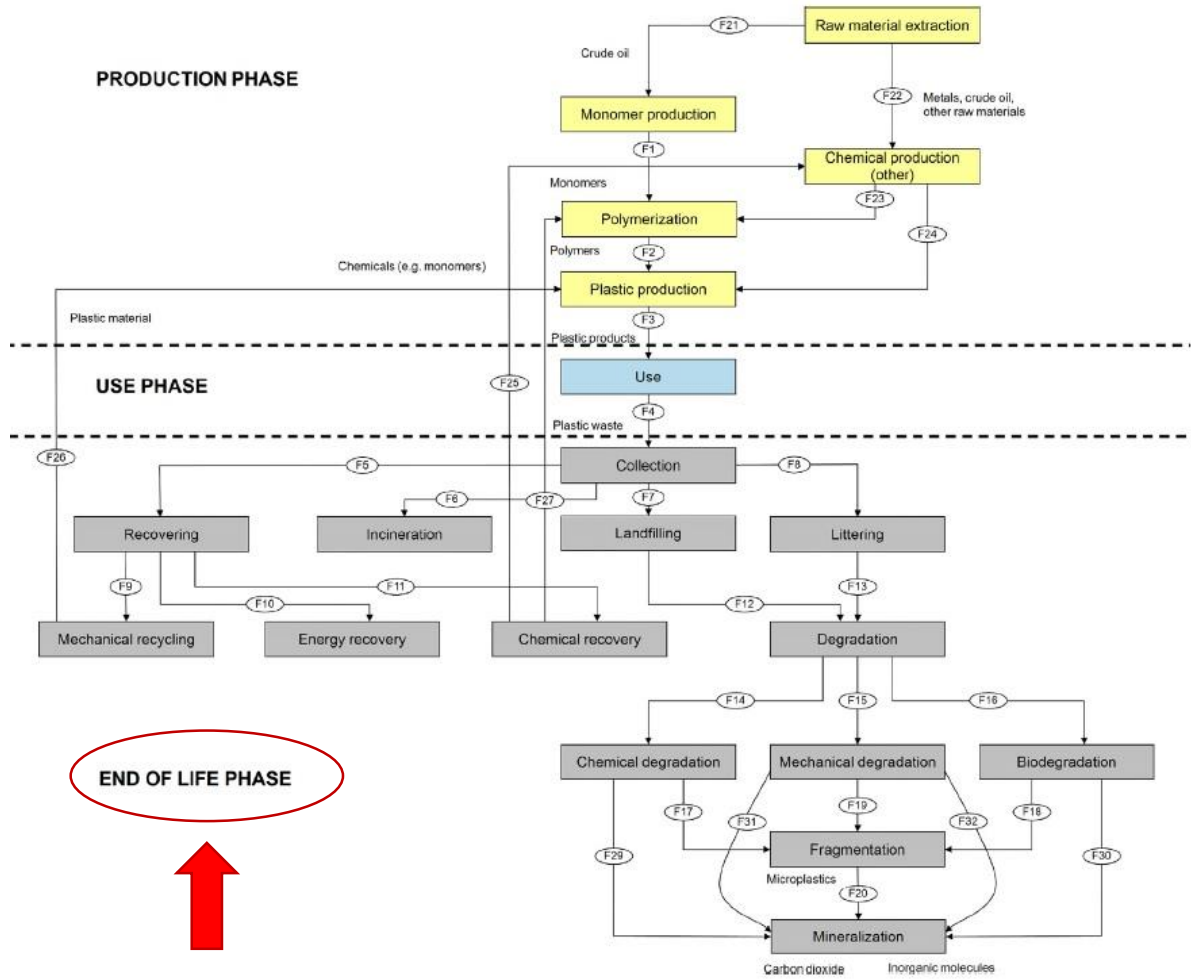 F21
Raw material extraction
Crude oil
PRODUCTION PHASE
F22
Metals, crude oil,
other raw materials
Monomer production
F1
Chemical production
(other)
Monomers
F23
Polymerization
F24
Polymers
F2
Chemicals (e.g. monomers)
Plastic production
Plastic material
F3
Plastic products
USE PHASE
F25
Use
F4
Plastic waste
F26
F5
Collection
F8
F6
F27
F7
Recovering
Incineration
Landfilling
Littering
F9
F11
F13
F10
F12
Mechanical recycling
Energy recovery
Chemical recovery
Degradation
F14
F15
F16
END OF LIFE PHASE
Chemical degradation
Mechanical degradation
Biodegradation
F17
F19
F18
F31
F32
F29
Fragmentation
F30
Microplastics
F20
Mineralization
Carbon dioxide
Inorganic molecules